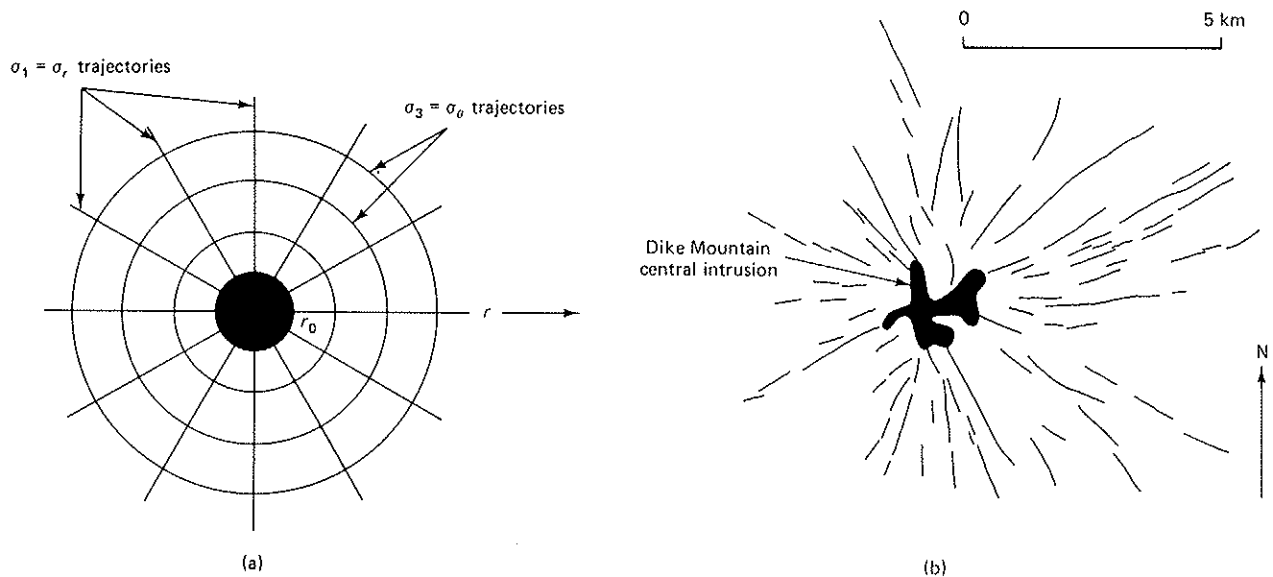 σ₁ = σᵣ trajectories
σ₃ = σθ trajectories
r₀
r
(a)
0 5 km
Dike Mountain
central intrusion
N
(b)